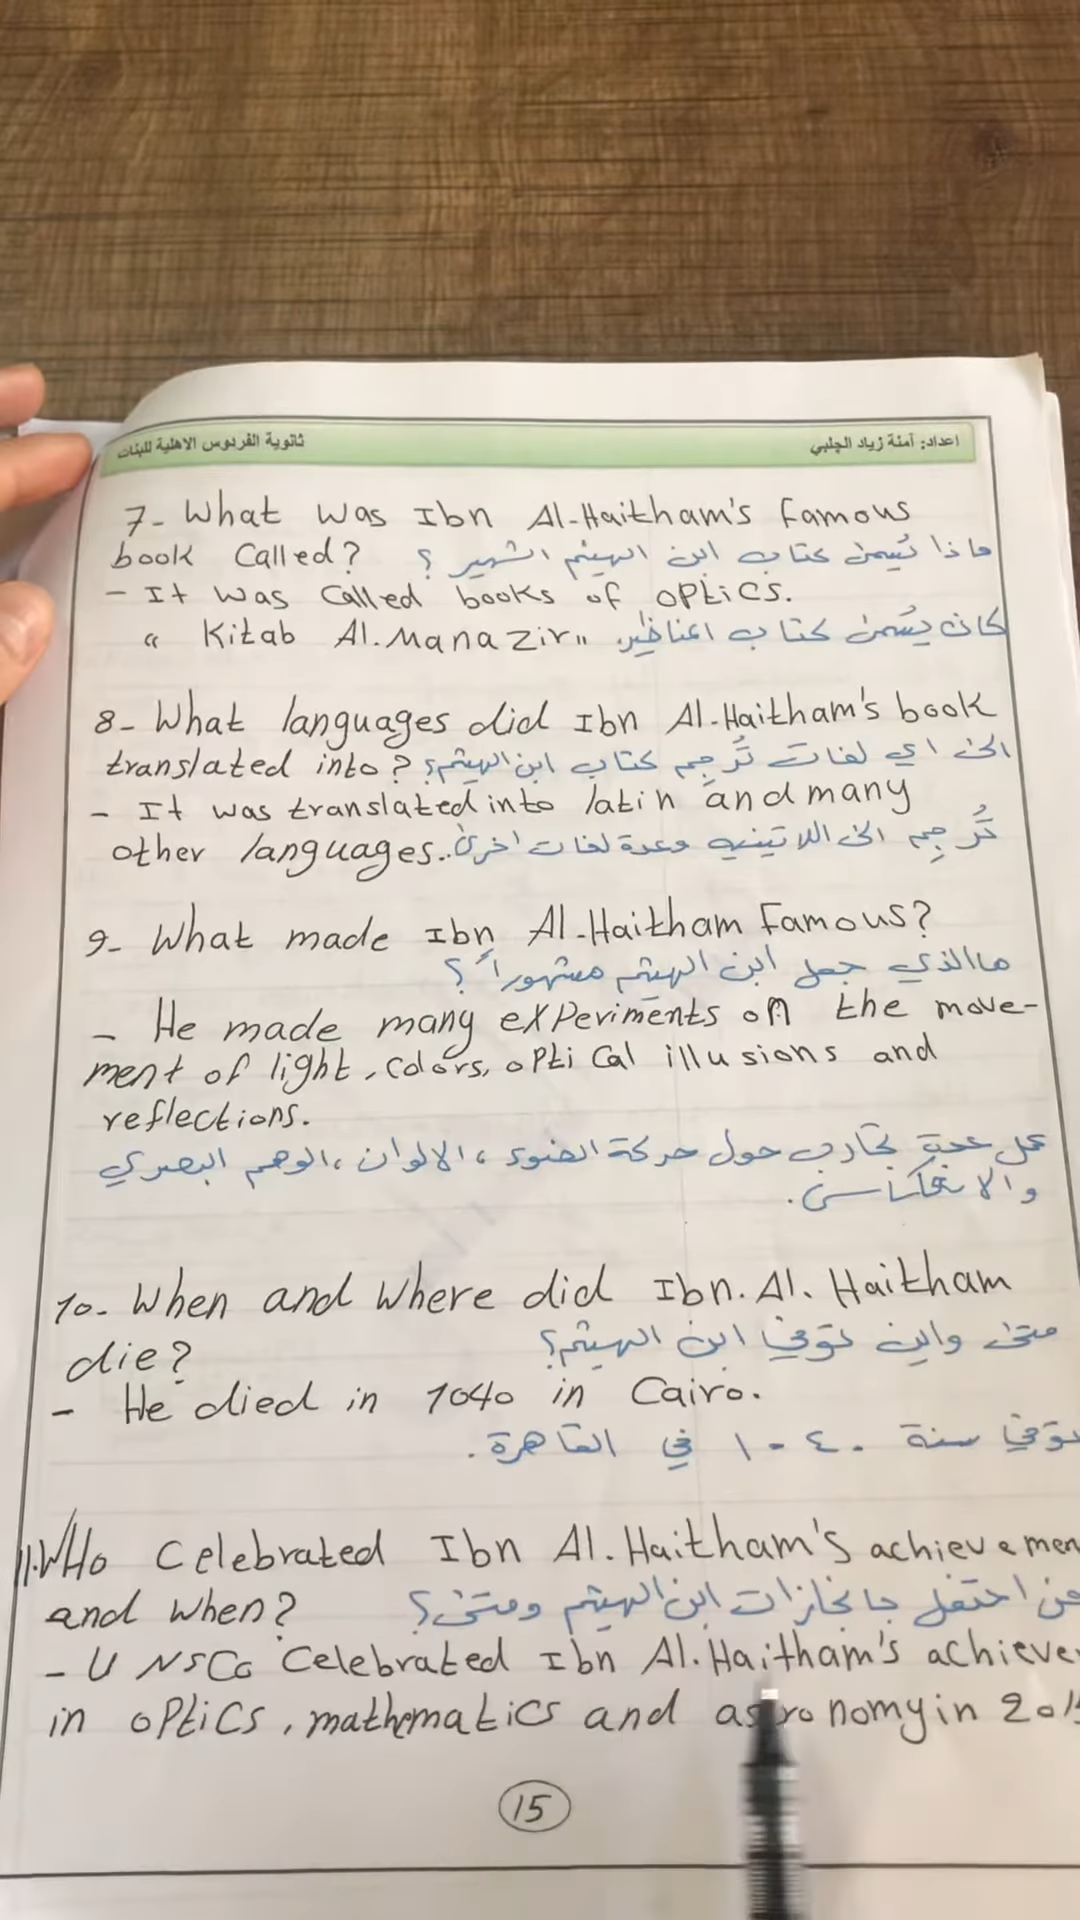 اعداد: آمنة زياد الچلبي
ثانوية الفردوس الاهلية للبنات
7- What was Ibn Al-Haitham's famous
book called? ماذا يُسمى كتاب ابن الهيثم الشهير ؟
- It was called books of optics.
" Kitab Al.Manazir" كان يُسمى كتاب المناظير.
8- What languages did Ibn Al-Haitham's book
translated into? الى اي لغات تُرجم كتاب ابن الهيثم؟
- It was translated into latin and many
other languages.. تُرجم الى اللاتينيه وعدة لغات اخرى
9- What made Ibn Al-Haitham famous?
ما الذي جعل ابن الهيثم مشهوراً ؟
- He made many experiments on the move-
ment of light, colors, optical illusions and
reflections.
عمل عدة تجارب حول حركة الضوء ، الالوان ، الوهم البصري
والانعكاس.
10- When and where did Ibn. Al. Haitham
die? متى واين توفي ابن الهيثم؟
- He died in 1040 in Cairo.
توفي سنة ١٠٤٠ في القاهرة.
11. Who celebrated Ibn Al.Haitham's achievemen
and when? من احتفل بانجازات ابن الهيثم ومتى؟
- UNSCo celebrated Ibn Al.Haitham's achieve
in optics, mathematics and astronomy in 201
15